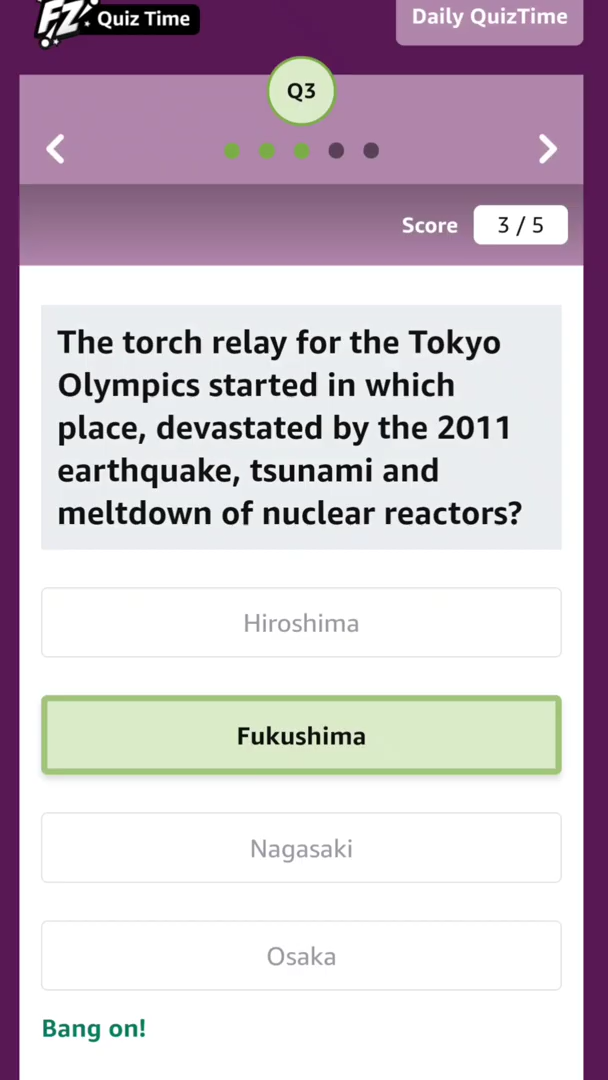 FZ Quiz Time
Daily QuizTime
Q3
Score 3 / 5
The torch relay for the Tokyo
Olympics started in which
place, devastated by the 2011
earthquake, tsunami and
meltdown of nuclear reactors?
Hiroshima
Fukushima
Nagasaki
Osaka
Bang on!